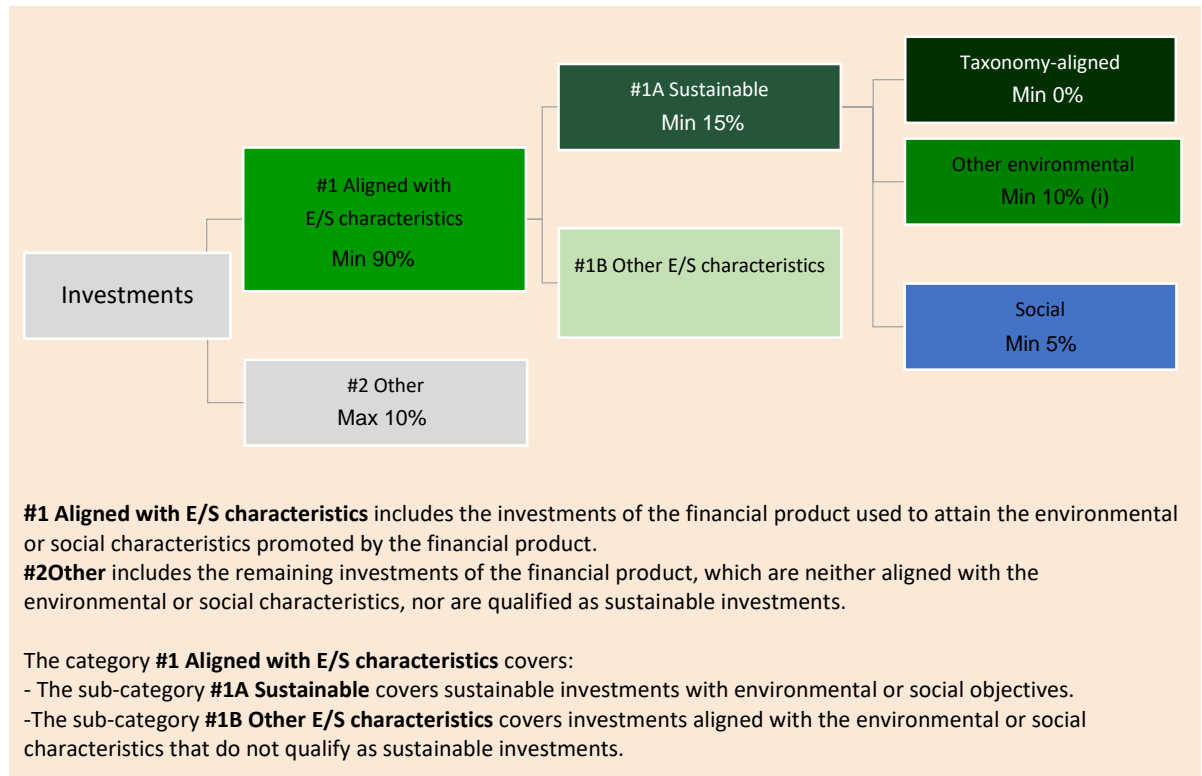 Investments
#1 Aligned with
E/S characteristics
Min 90%
#2 Other
Max 10%
#1A Sustainable
Min 15%
#1B Other E/S characteristics
Taxonomy-aligned
Min 0%
Other environmental
Min 10% (i)
Social
Min 5%
#1 Aligned with E/S characteristics includes the investments of the financial product used to attain the environmental
or social characteristics promoted by the financial product.
#2Other includes the remaining investments of the financial product, which are neither aligned with the
environmental or social characteristics, nor are qualified as sustainable investments.
The category #1 Aligned with E/S characteristics covers:
- The sub-category #1A Sustainable covers sustainable investments with environmental or social objectives.
-The sub-category #1B Other E/S characteristics covers investments aligned with the environmental or social
characteristics that do not qualify as sustainable investments.